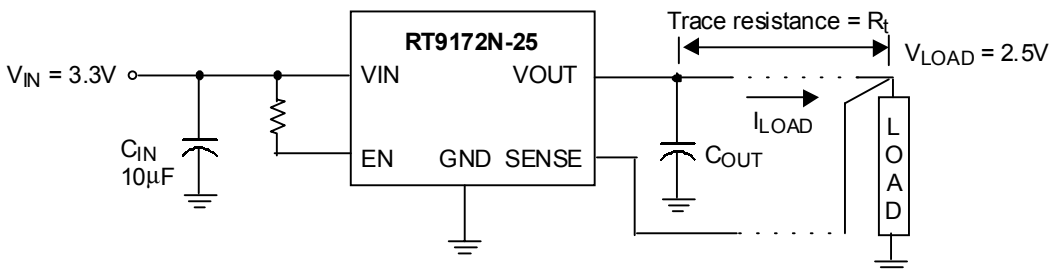 Trace resistance = Rt
RT9172N-25
VLOAD = 2.5V
VIN = 3.3V
VIN
VOUT
ILOAD
CIN
10μF
COUT
EN
GND
SENSE
LOAD